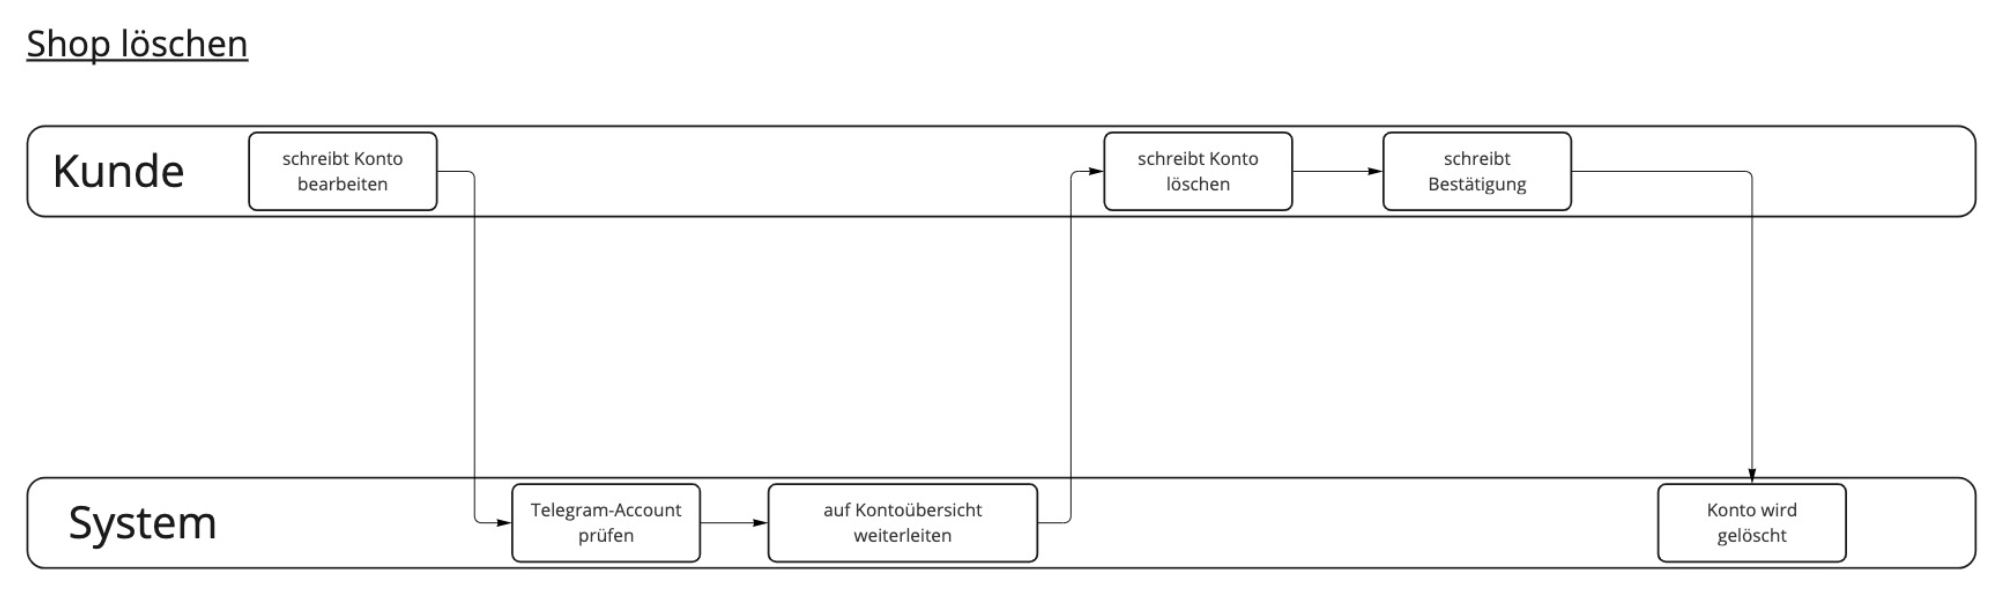 Shop löschen
Kunde
schreibt Konto
bearbeiten
schreibt Konto
löschen
schreibt
Bestätigung
System
Telegram-Account
prüfen
auf Kontoübersicht
weiterleiten
Konto wird
gelöscht